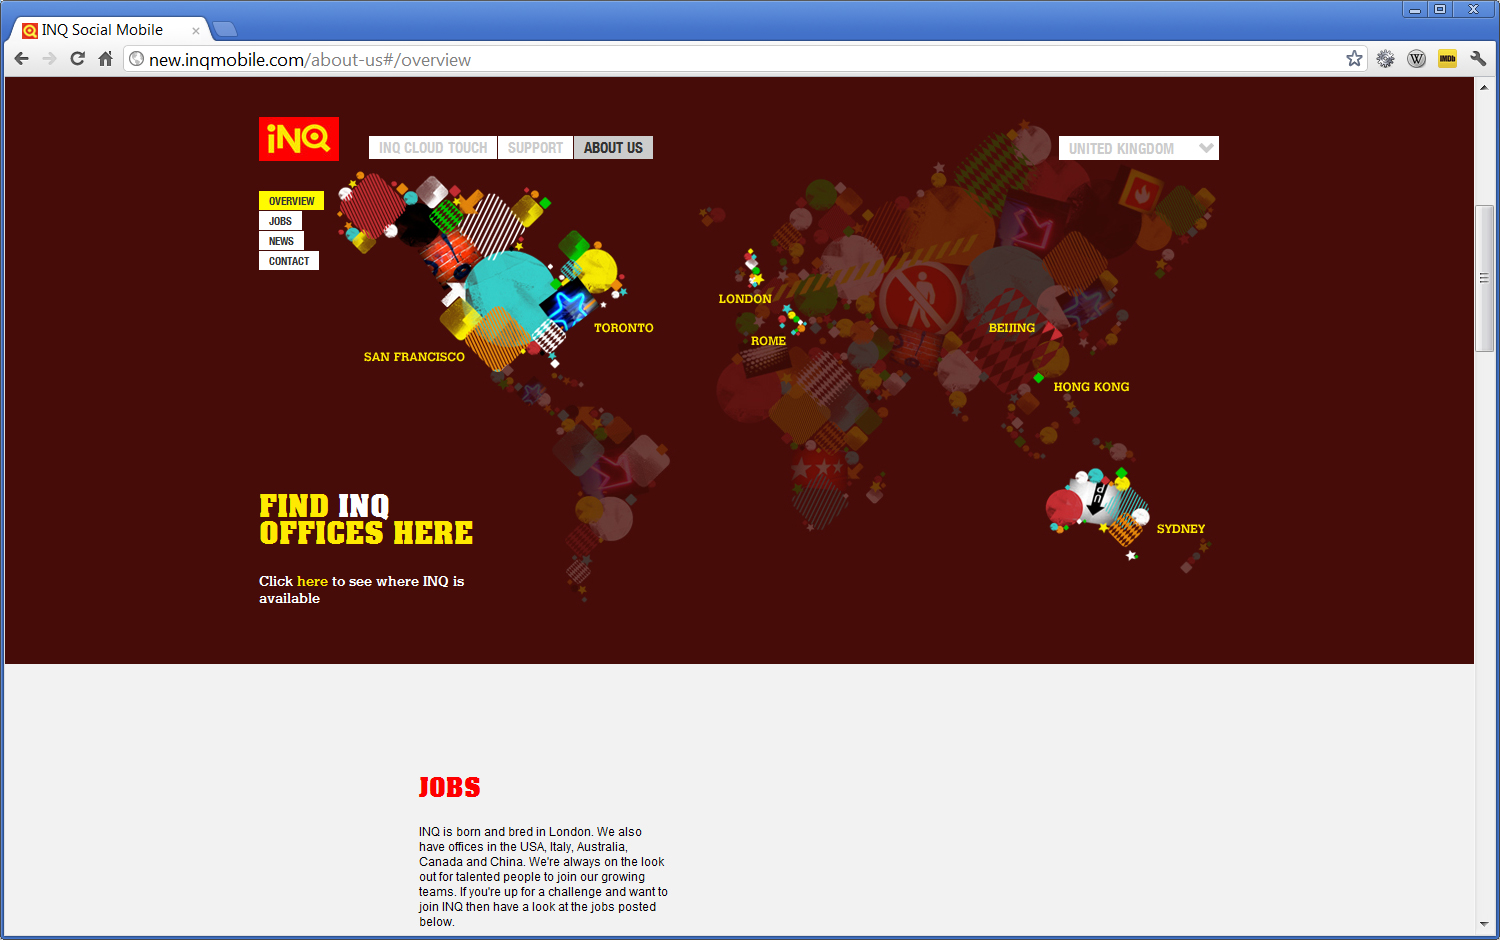 INQ Social Mobile
new.inqmobile.com/about-us#/overview
W
IMDb
iNQ
INQ CLOUD TOUCH
SUPPORT
ABOUT US
UNITED KINGDOM
OVERVIEW
JOBS
NEWS
CONTACT
LONDON
TORONTO
BEIJING
ROME
SAN FRANCISCO
HONG KONG
SYDNEY
FIND INQ
OFFICES HERE
Click here to see where INQ is
available
JOBS
INQ is born and bred in London. We also
have offices in the USA, Italy, Australia,
Canada and China. We're always on the look
out for talented people to join our growing
teams. If you're up for a challenge and want to
join INQ then have a look at the jobs posted
below.